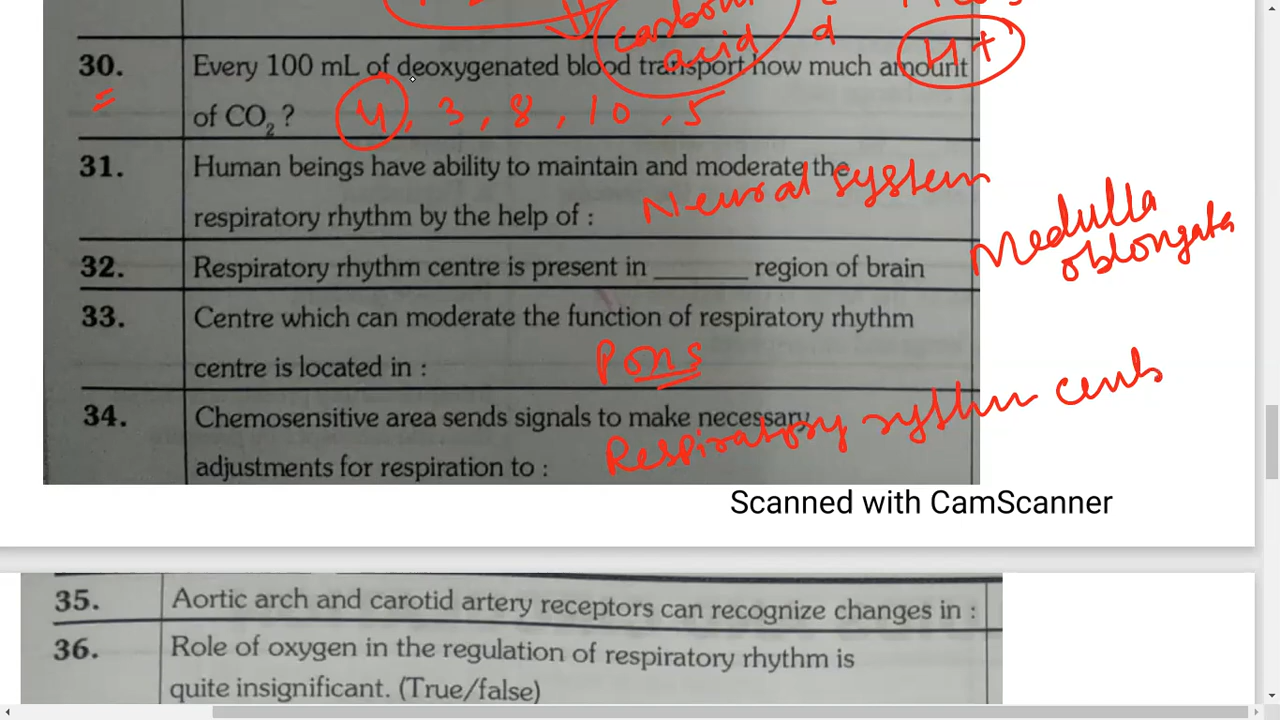 carbonic
acid d H+
30. Every 100 mL of deoxygenated blood transport how much amount
of CO₂ ? 4, 3, 8, 10, 5
31. Human beings have ability to maintain and moderate the
respiratory rhythm by the help of : Neural system
Medulla
oblongata
32. Respiratory rhythm centre is present in ______ region of brain
33. Centre which can moderate the function of respiratory rhythm
centre is located in : Pons
34. Chemosensitive area sends signals to make necessary
adjustments for respiration to : Respiratory
Scanned with CamScanner
35. Aortic arch and carotid artery receptors can recognize changes in :
36. Role of oxygen in the regulation of respiratory rhythm is
quite insignificant. (True/false)